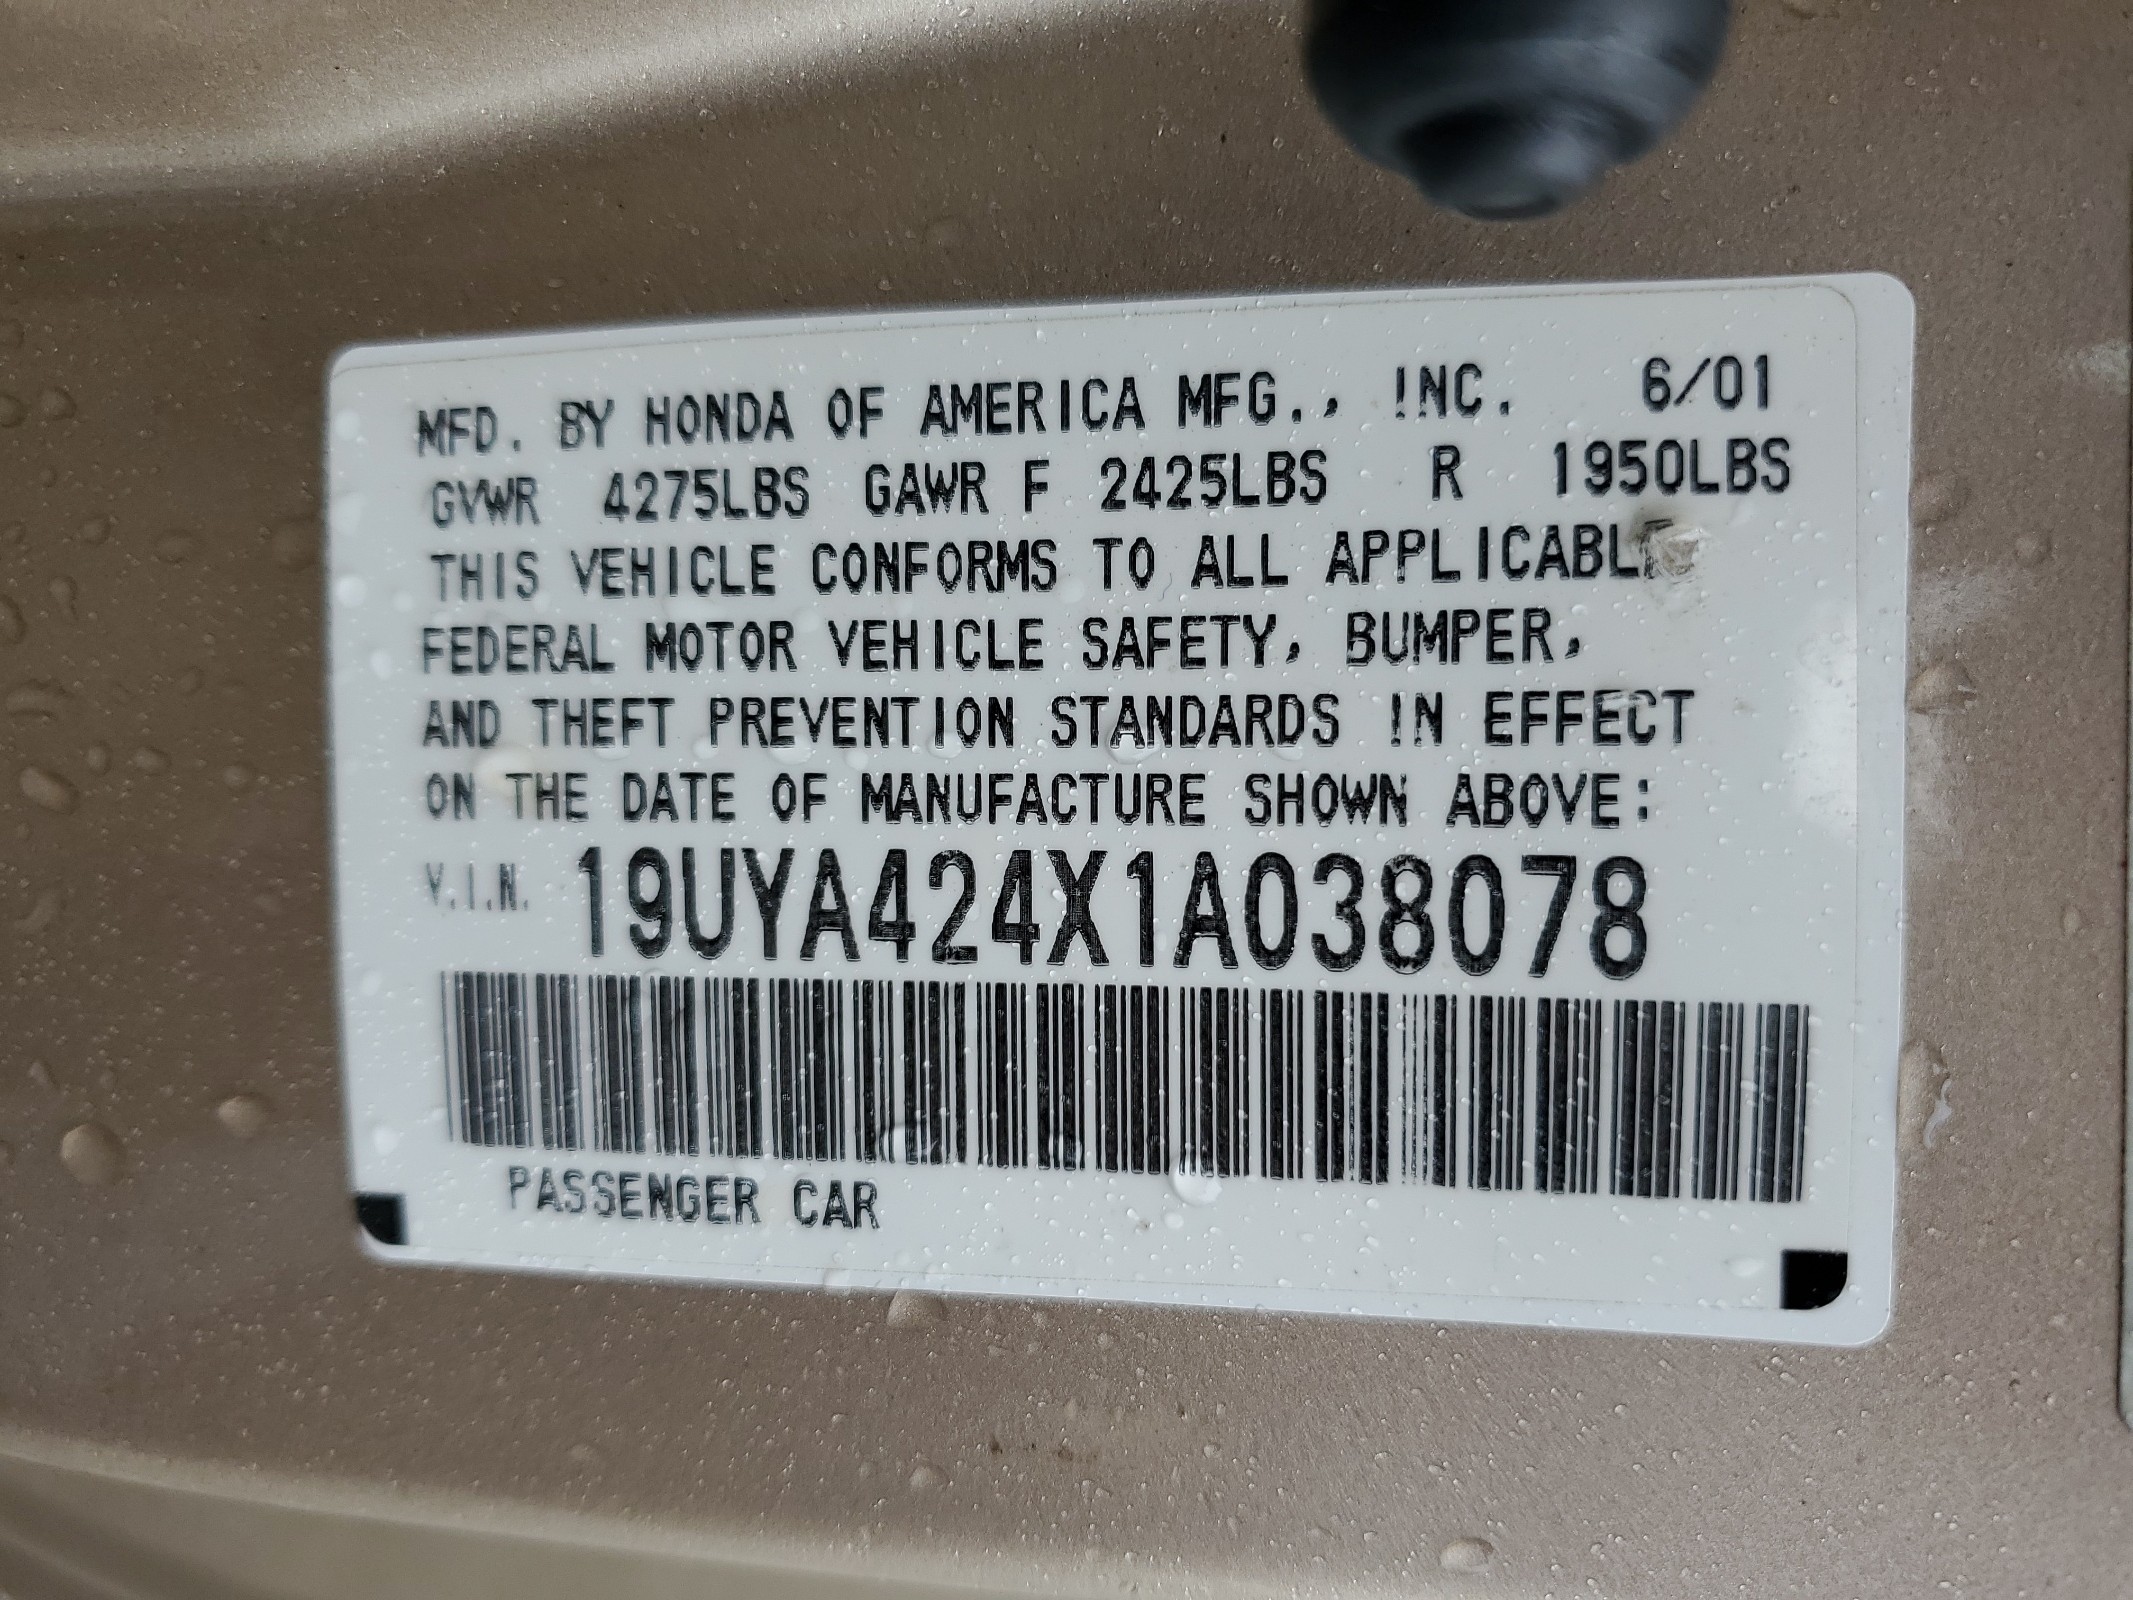 MFD. BY HONDA OF AMERICA MFG., INC. 6/01
GVWR 4275LBS GAWR F 2425LBS R 1950LBS
THIS VEHICLE CONFORMS TO ALL APPLICABLE
FEDERAL MOTOR VEHICLE SAFETY, BUMPER,
AND THEFT PREVENTION STANDARDS IN EFFECT
ON THE DATE OF MANUFACTURE SHOWN ABOVE:
V.I.N. 19UYA424X1A038078
PASSENGER CAR